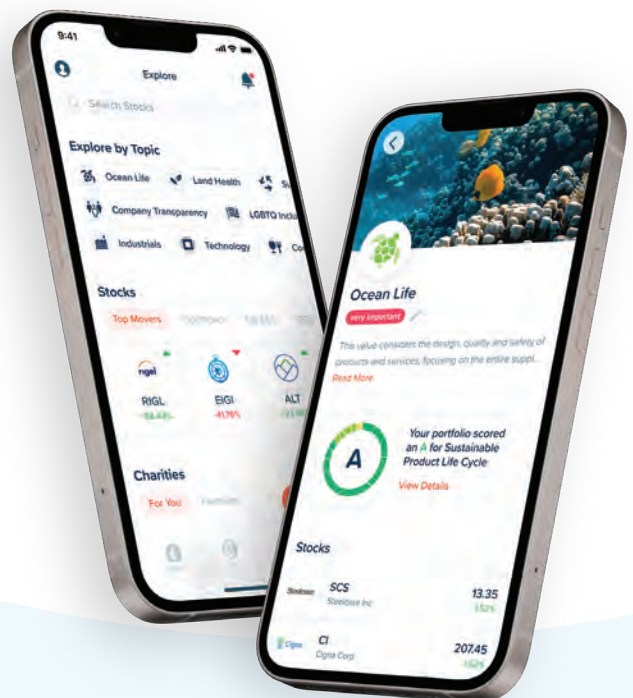 9:41
Explore
Search Stocks
Explore by Topic
Ocean Life
Land Health
Company Transparency
LGBTQ Inclu
Industrials
Technology
Stocks
Top Movers
RIGL
EIGI
ALT
-41.76%
Charities
For You
Ocean Life
very important
This value considers the design, quality and safety of
products and services, focusing on the entire suppl...
Read More
A
Your portfolio scored
an A for Sustainable
Product Life Cycle
View Details
Stocks
SCS
Steelcase Inc
13.35
Cigna
CI
Cigna Corp
207.45